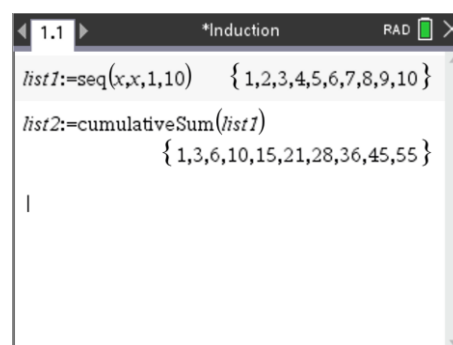 1.1 *Induction RAD
list1:=seq(x,x,1,10) {1,2,3,4,5,6,7,8,9,10}
list2:=cumulativeSum(list1)
{1,3,6,10,15,21,28,36,45,55}